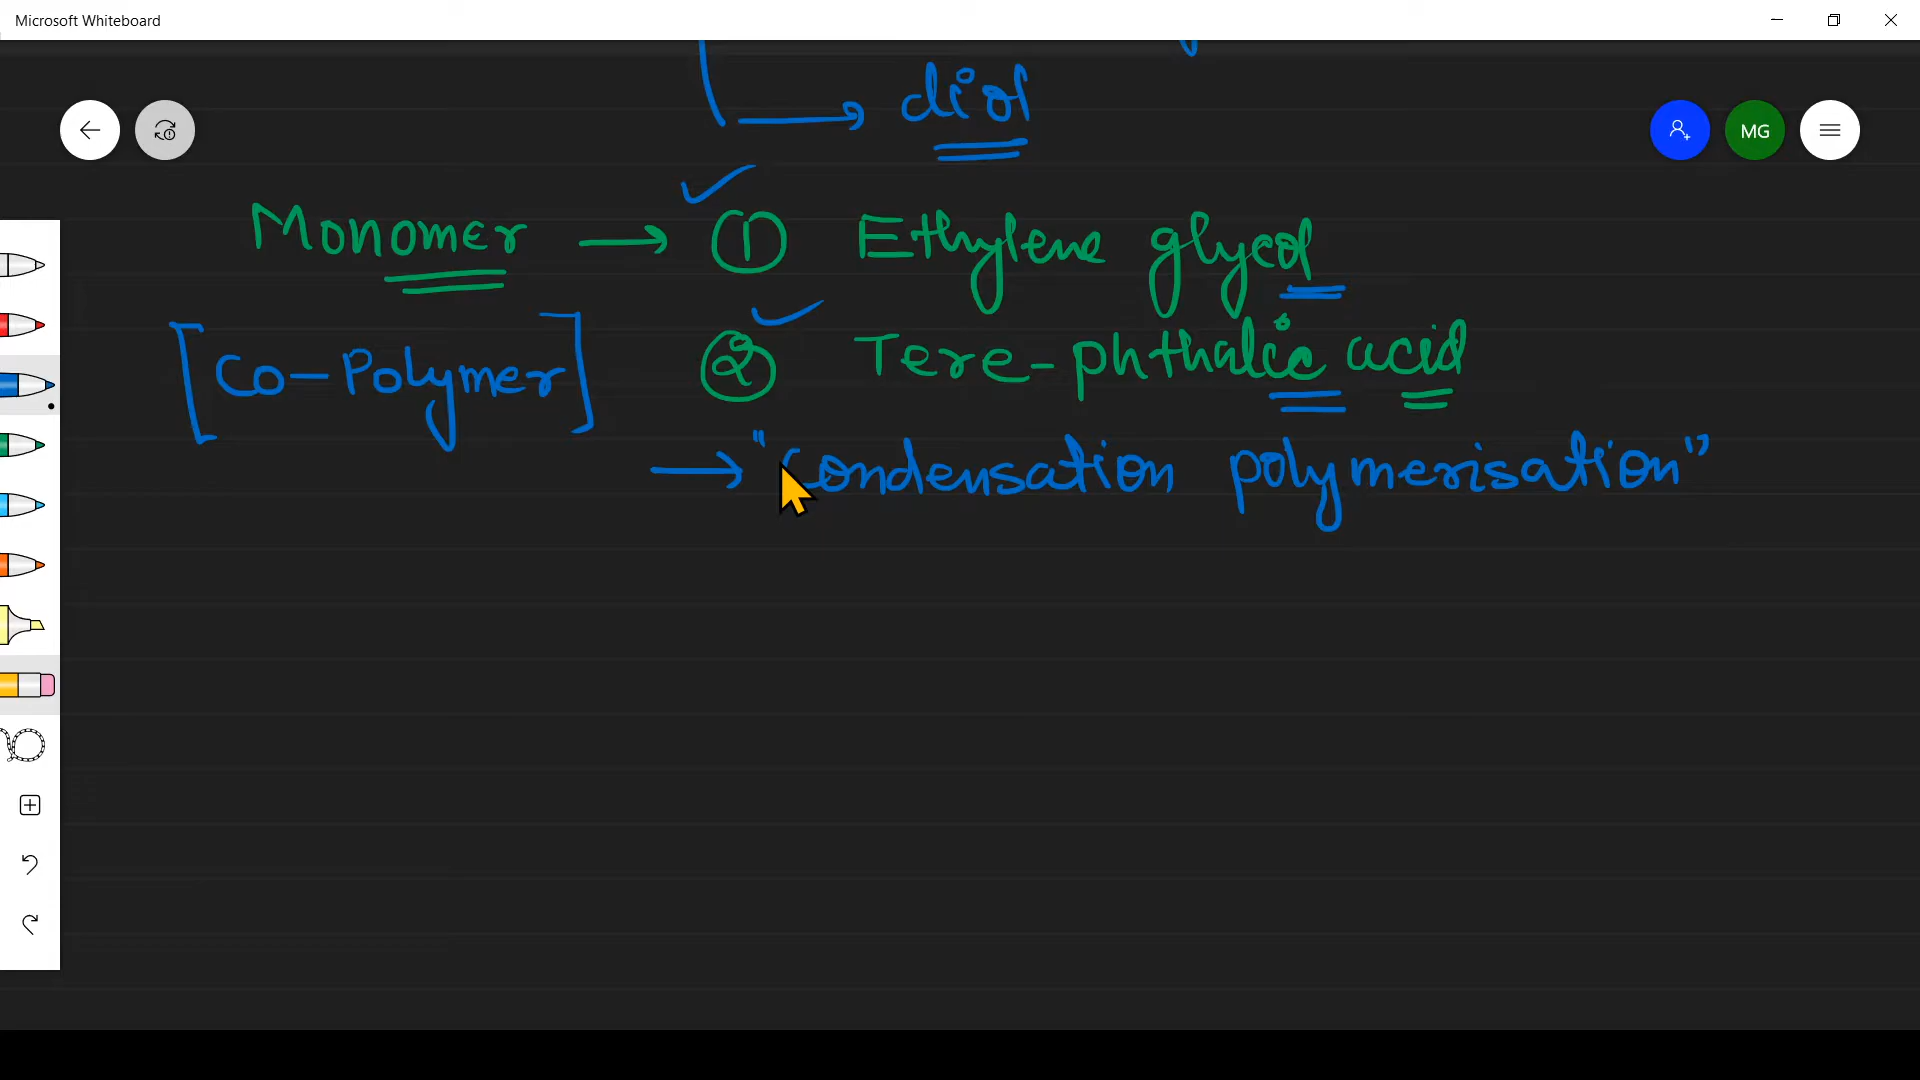 Microsoft Whiteboard
→ diol
MG
Monomer → ① Ethylene glycol
[Co-Polymer] ② Tere-phthalic acid
→ "Condensation polymerisation"